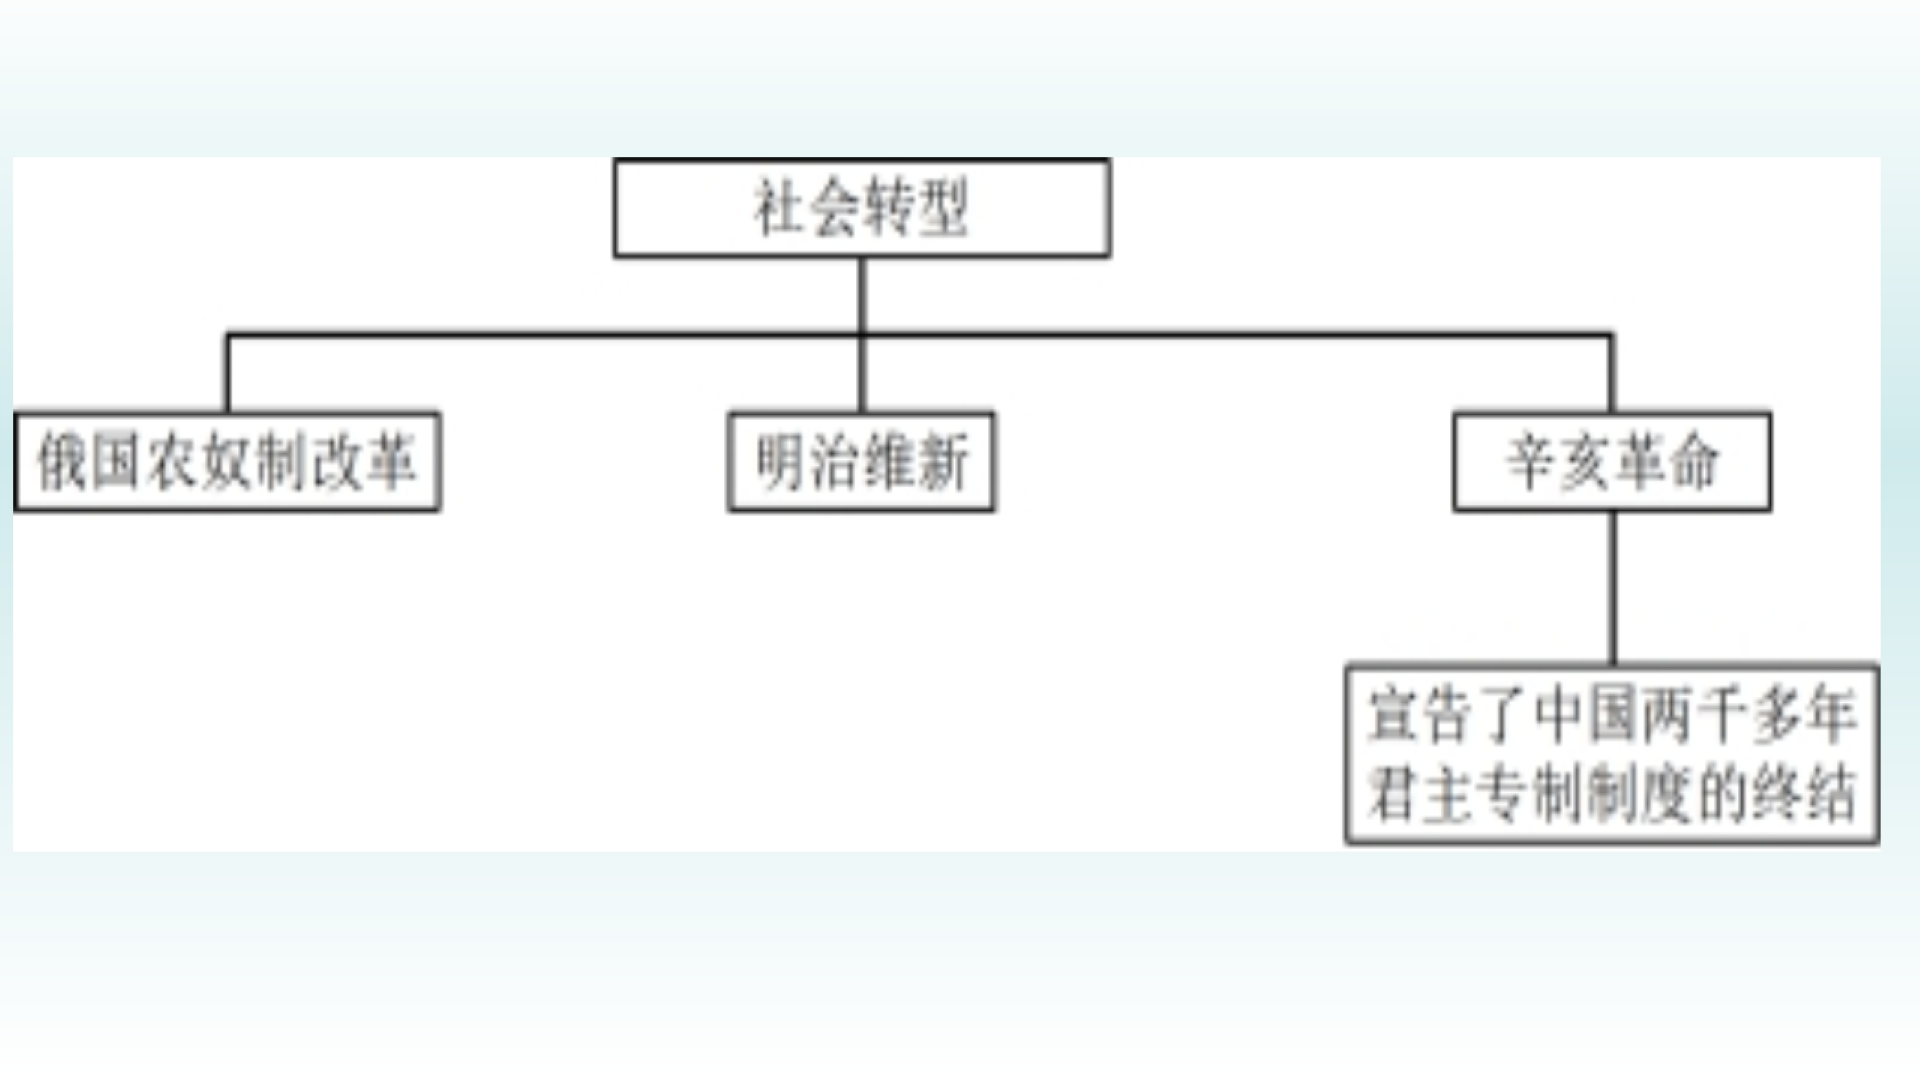 社会转型
俄国农奴制改革
明治维新
辛亥革命
宣告了中国两千多年
君主专制制度的终结